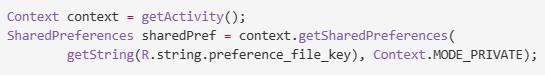 Context context = getActivity();
SharedPreferences sharedPref = context.getSharedPreferences(
        getString(R.string.preference_file_key), Context.MODE_PRIVATE);